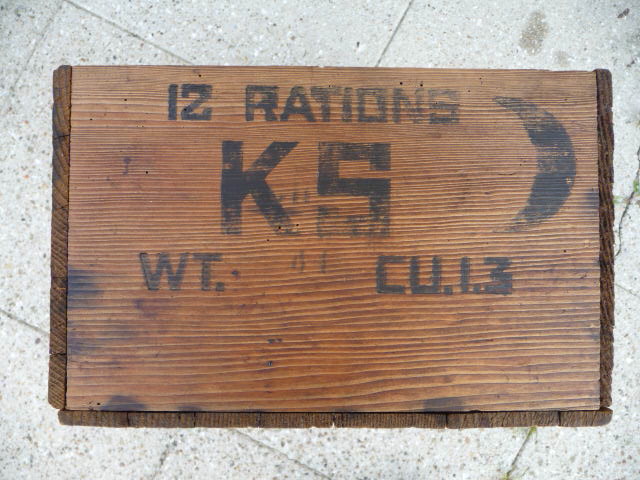 12 RATIONS
KS
WT. CU.1.3